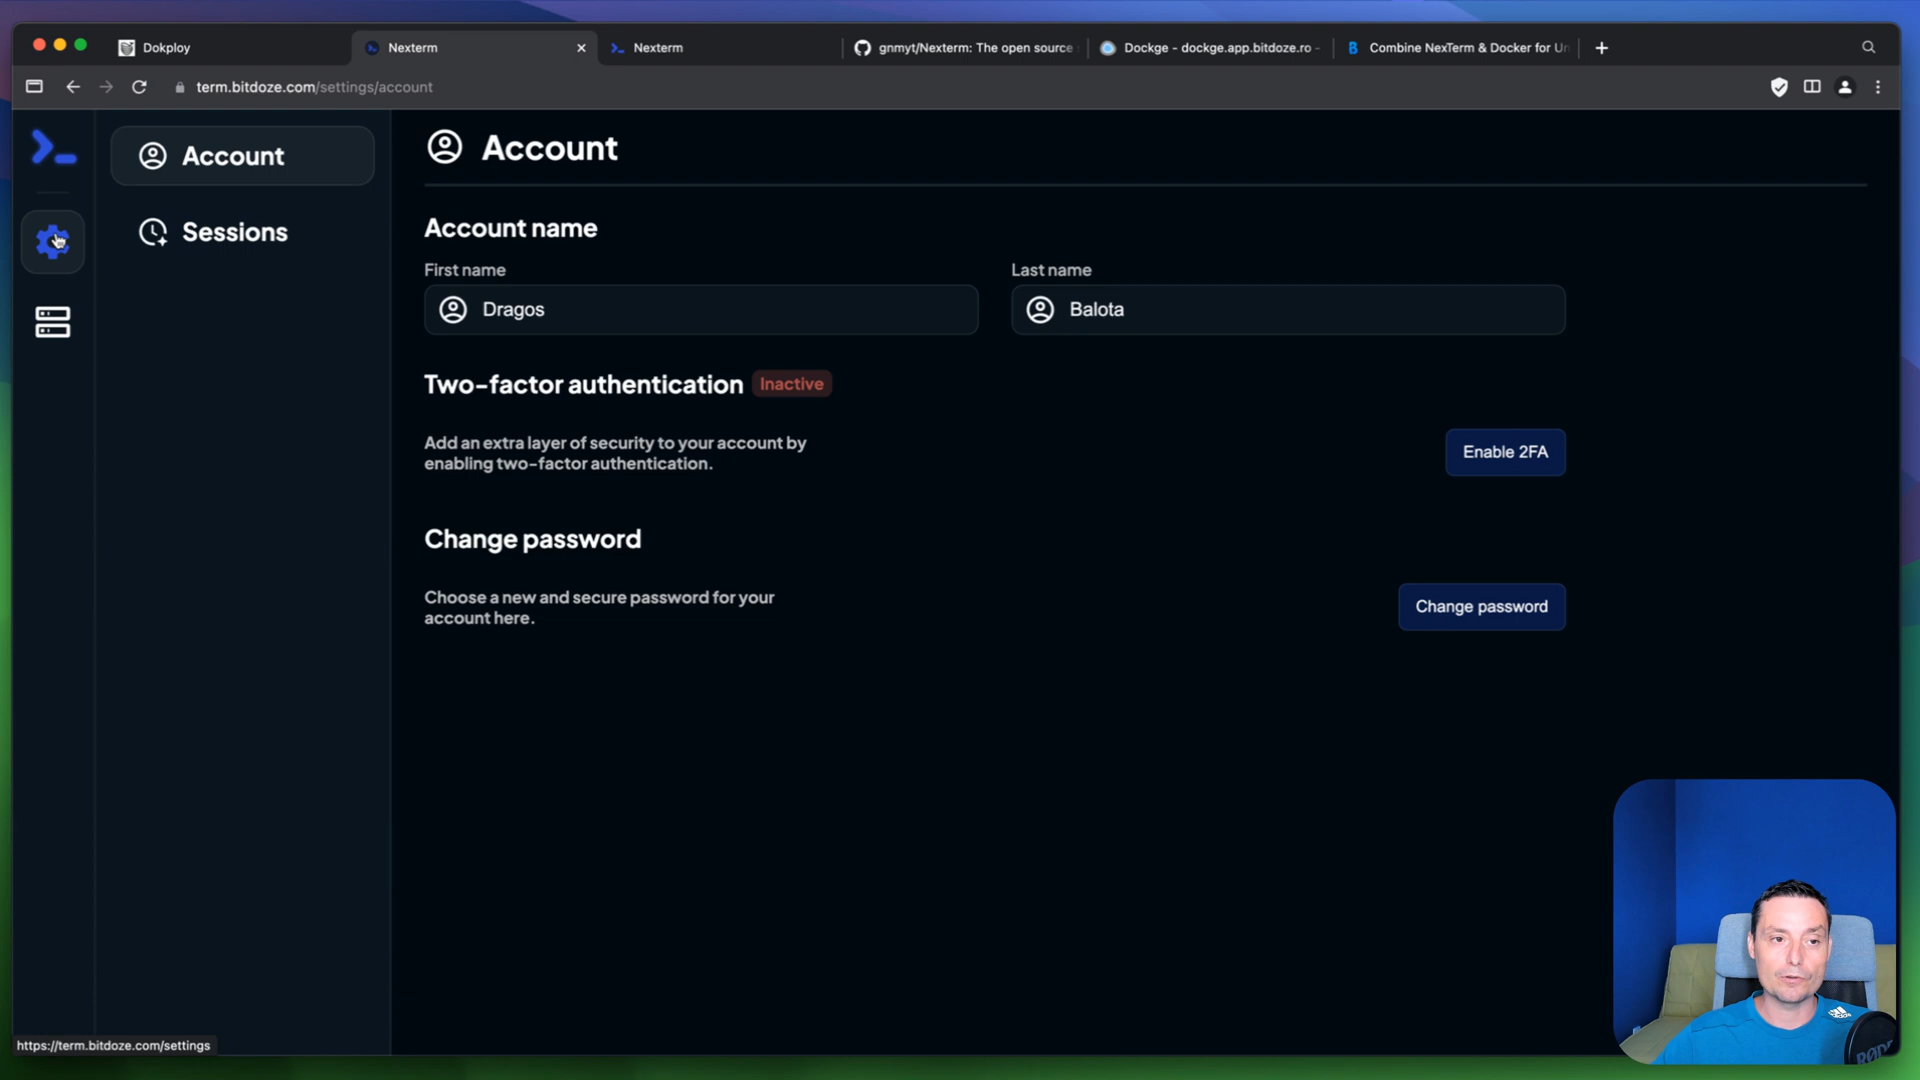 Dokploy
Nexterm
Nexterm
gnmyt/Nexterm: The open source
Dockge - dockge.app.bitdoze.ro -
Combine NexTerm & Docker for Un
term.bitdoze.com/settings/account
Account
Sessions
Account
Account name
First name
Last name
Dragos
Balota
Two-factor authentication
Inactive
Add an extra layer of security to your account by
enabling two-factor authentication.
Enable 2FA
Change password
Choose a new and secure password for your
account here.
Change password
https://term.bitdoze.com/settings
RØDE